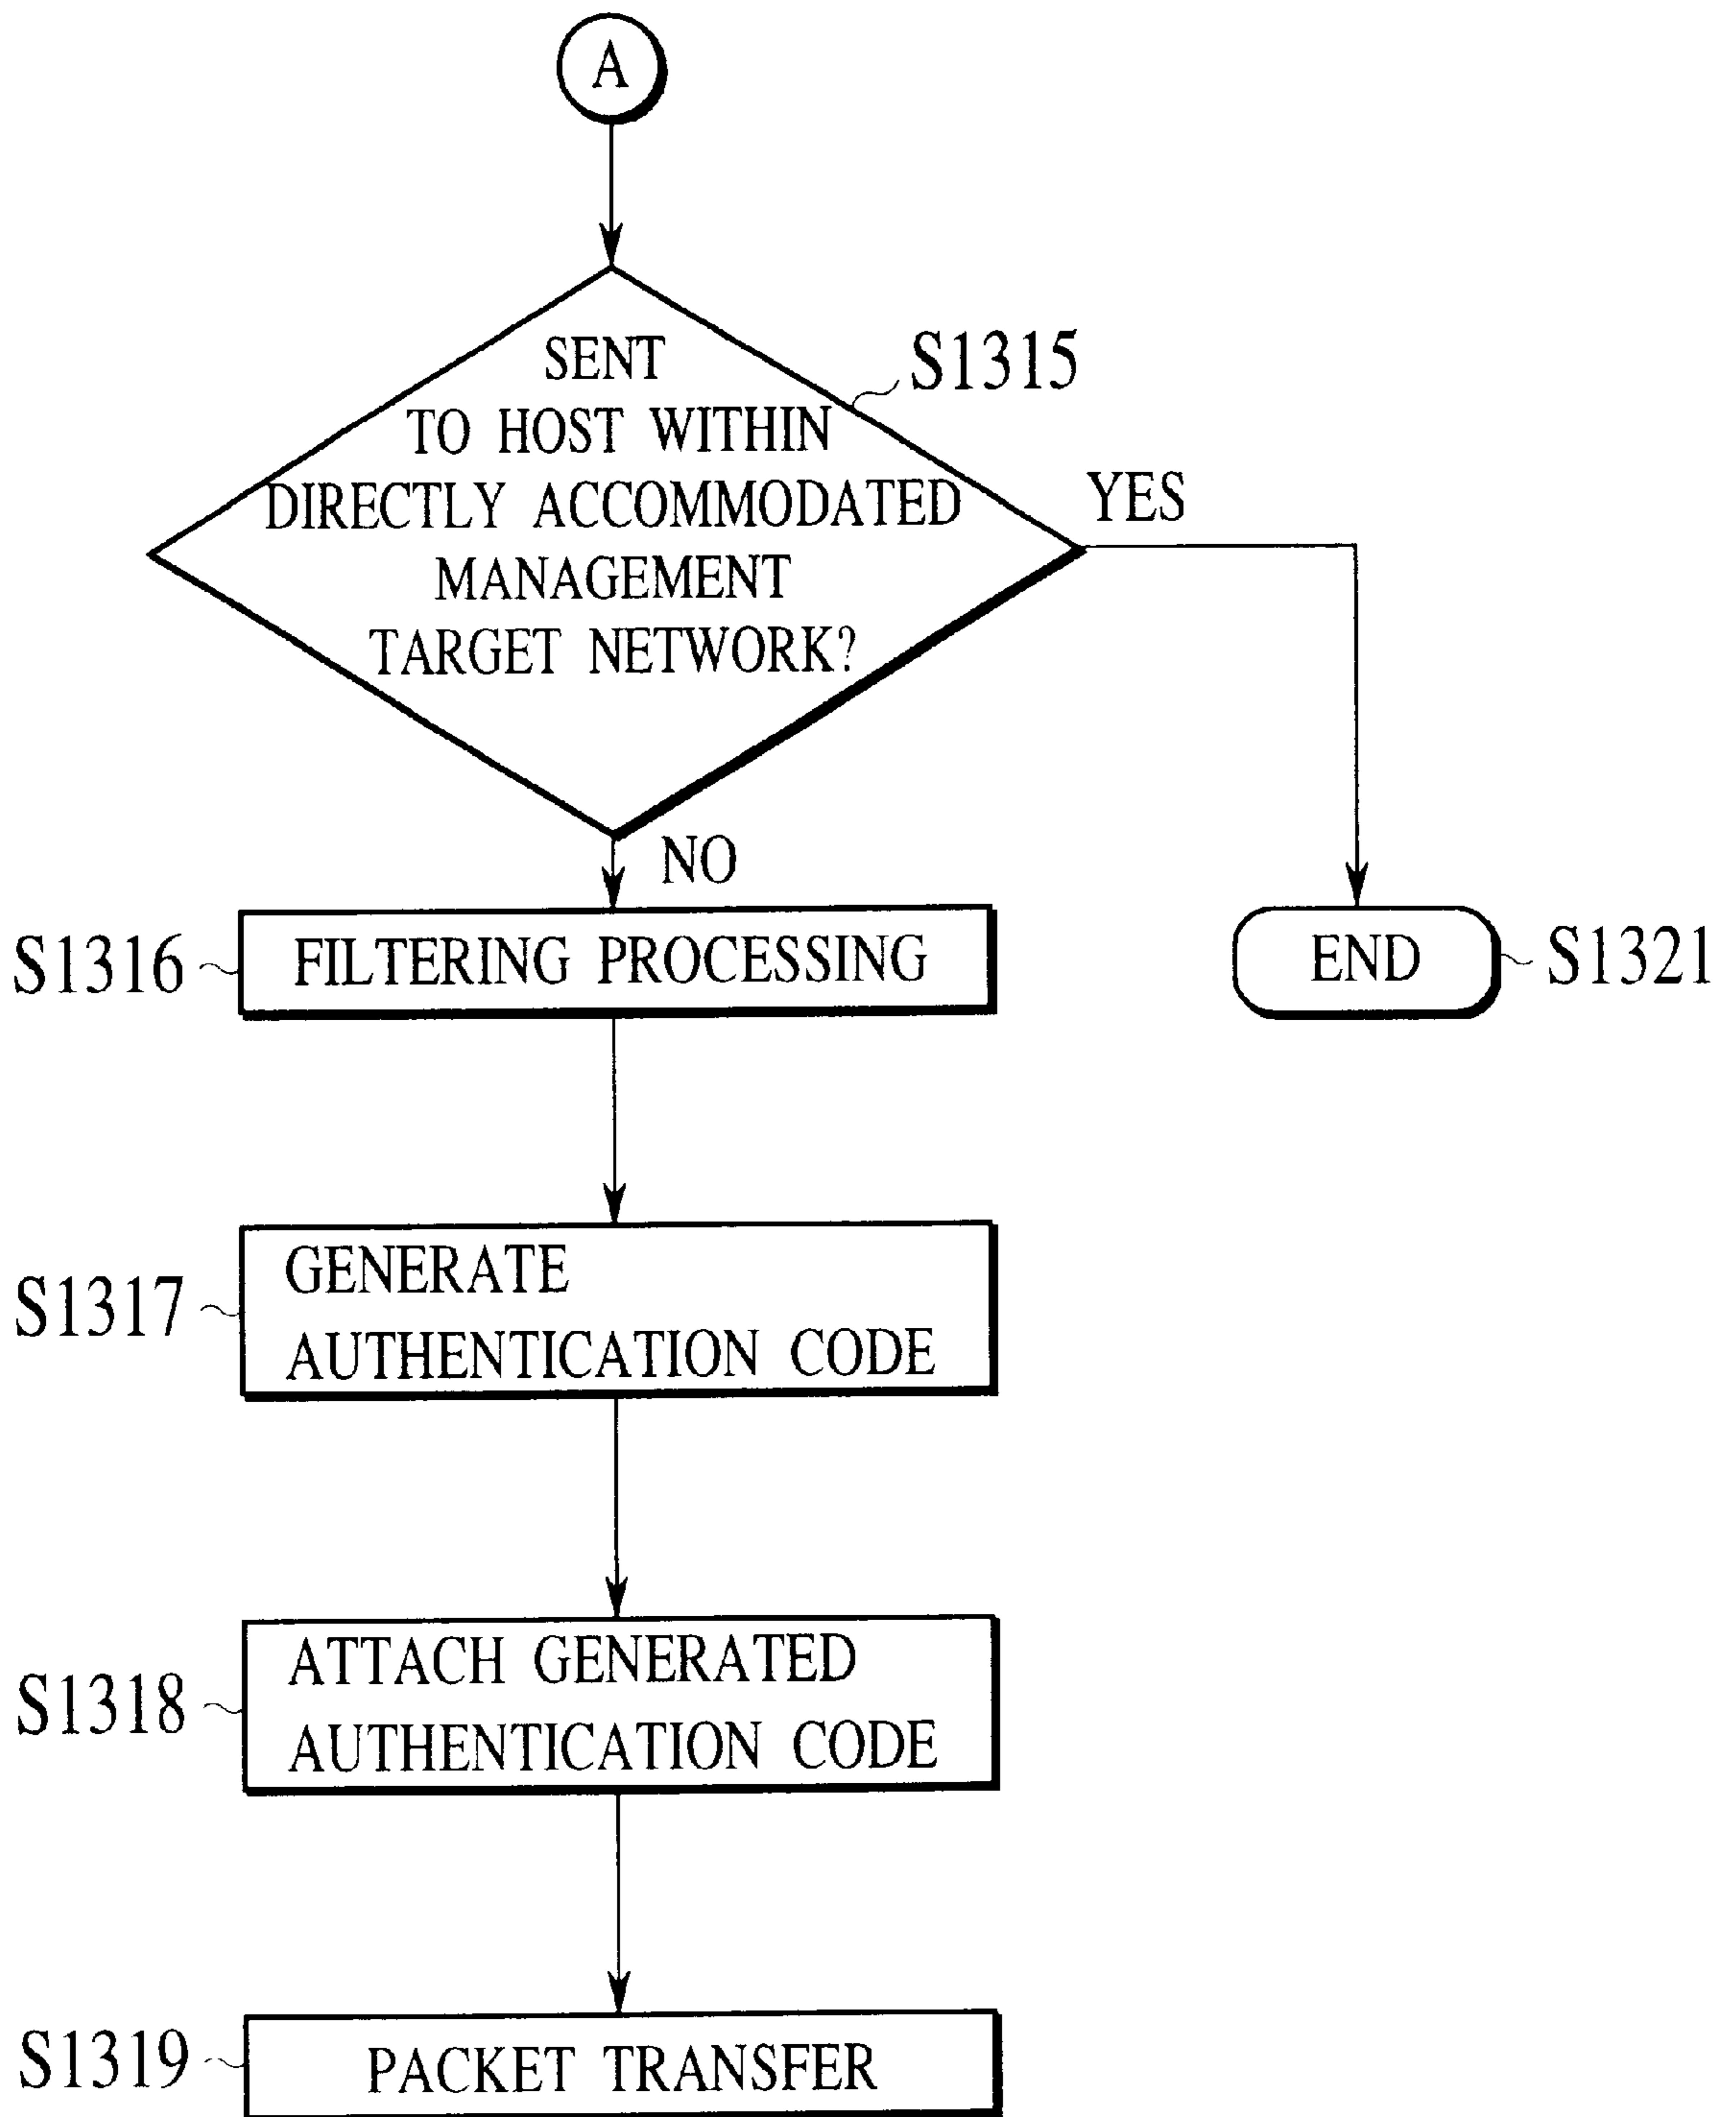 A
SENT
TO HOST WITHIN
DIRECTLY ACCOMMODATED
MANAGEMENT
TARGET NETWORK?
S1315
YES
NO
S1316
FILTERING PROCESSING
END
S1321
S1317
GENERATE
AUTHENTICATION CODE
S1318
ATTACH GENERATED
AUTHENTICATION CODE
S1319
PACKET TRANSFER